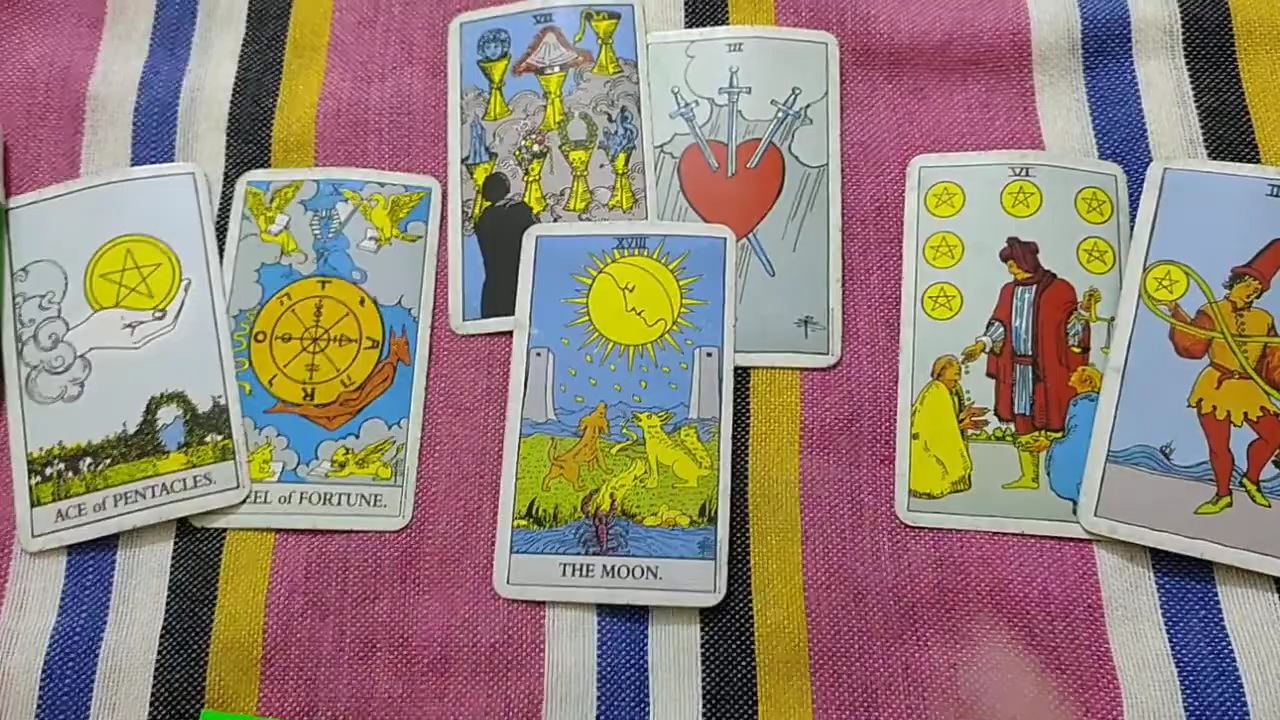 ACE of PENTACLES.
X
EEL of FORTUNE.
VII
III
XVIII
THE MOON.
VI